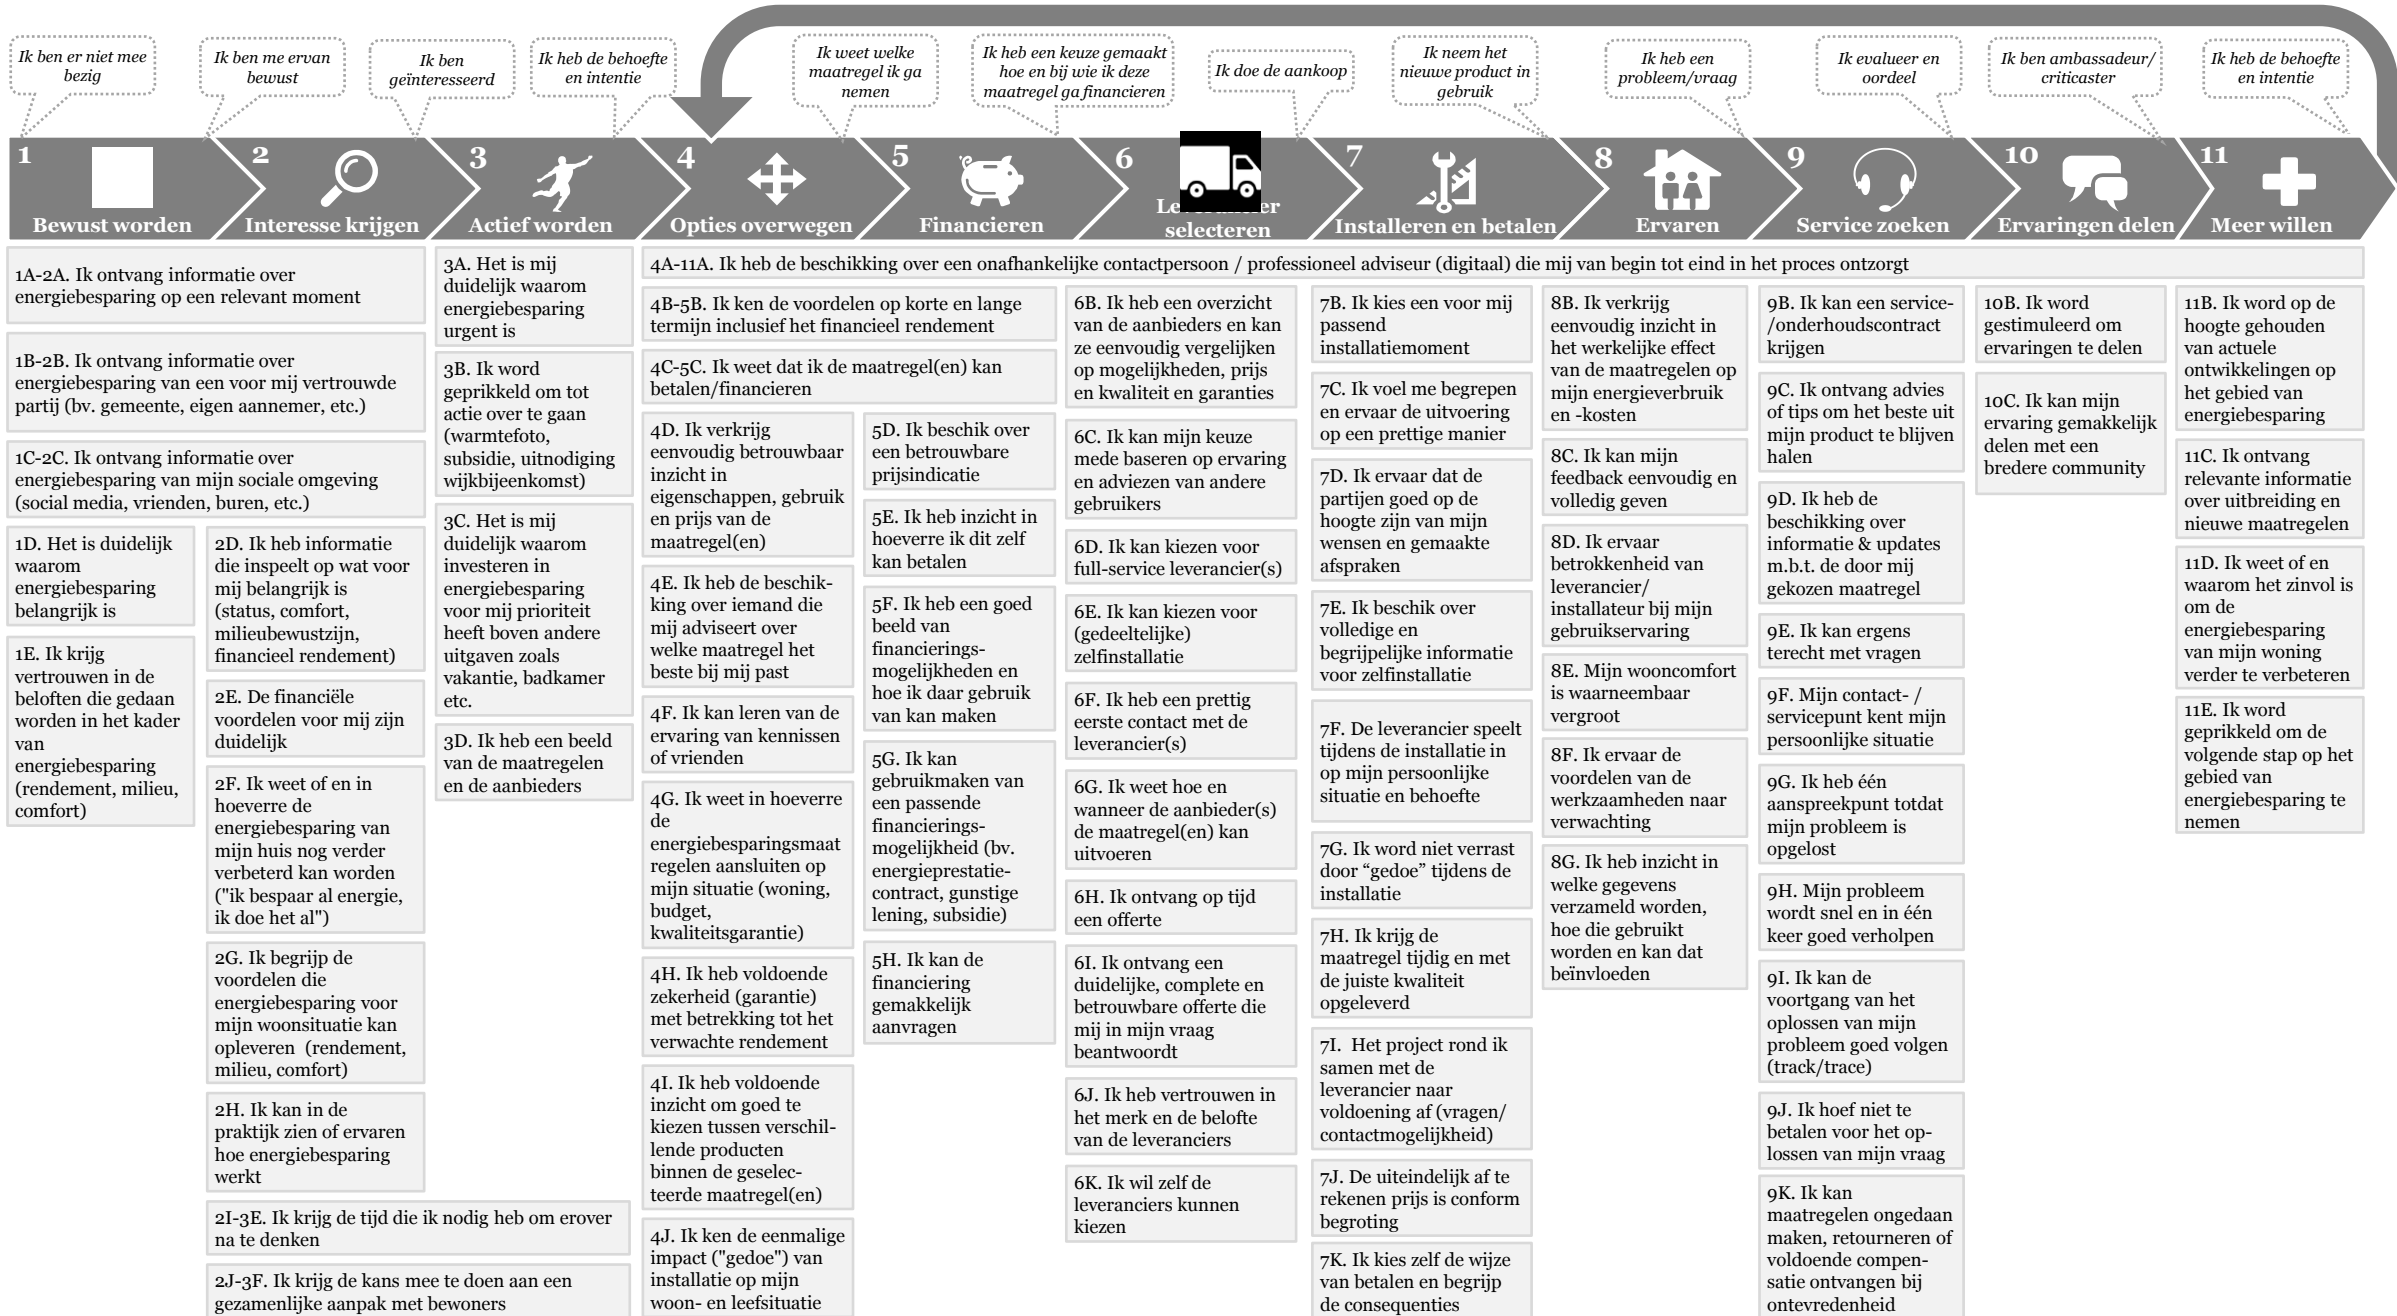 Ik ben er niet mee
bezig
Ik ben me ervan
bewust
Ik ben
geïnteresseerd
Ik heb de behoefte
en intentie
Ik weet welke
maatregel ik ga
nemen
Ik heb een keuze gemaakt
hoe en bij wie ik deze
maatregel ga financieren
Ik doe de aankoop
Ik neem het
nieuwe product in
gebruik
Ik heb een
probleem/vraag
Ik evalueer en
oordeel
Ik ben ambassadeur/
criticaster
Ik heb de behoefte
en intentie
1
Bewust worden
2
Interesse krijgen
3
Actief worden
4
Opties overwegen
5
Financieren
6
selecteren
7
Installeren en betalen
8
Ervaren
9
Service zoeken
10
Ervaringen delen
11
Meer willen
1A-2A. Ik ontvang informatie over
energiebesparing op een relevant moment
1B-2B. Ik ontvang informatie over
energiebesparing van een voor mij vertrouwde
partij (bv. gemeente, eigen aannemer, etc.)
1C-2C. Ik ontvang informatie over
energiebesparing van mijn sociale omgeving
(social media, vrienden, buren, etc.)
1D. Het is duidelijk
waarom
energiebesparing
belangrijk is
1E. Ik krijg
vertrouwen in de
beloften die gedaan
worden in het kader
van
energiebesparing
(rendement, milieu,
comfort)
2D. Ik heb informatie
die inspeelt op wat voor
mij belangrijk is
(status, comfort,
milieubewustzijn,
financieel rendement)
2E. De financiële
voordelen voor mij zijn
duidelijk
2F. Ik weet of en in
hoeverre de
energiebesparing van
mijn huis nog verder
verbeterd kan worden
("ik bespaar al energie,
ik doe het al")
2G. Ik begrijp de
voordelen die
energiebesparing voor
mijn woonsituatie kan
opleveren (rendement,
milieu, comfort)
2H. Ik kan in de
praktijk zien of ervaren
hoe energiebesparing
werkt
2I-3E. Ik krijg de tijd die ik nodig heb om erover
na te denken
2J-3F. Ik krijg de kans mee te doen aan een
gezamenlijke aanpak met bewoners
3A. Het is mij
duidelijk waarom
energiebesparing
urgent is
3B. Ik word
geprikkeld om tot
actie over te gaan
(warmtefoto,
subsidie, uitnodiging
wijkbijeenkomst)
3C. Het is mij
duidelijk waarom
investeren in
energiebesparing
voor mij prioriteit
heeft boven andere
uitgaven zoals
vakantie, badkamer
etc.
3D. Ik heb een beeld
van de maatregelen
en de aanbieders
4A-11A. Ik heb de beschikking over een onafhankelijke contactpersoon / professioneel adviseur (digitaal) die mij van begin tot eind in het proces ontzorgt
4B-5B. Ik ken de voordelen op korte en lange
termijn inclusief het financieel rendement
4C-5C. Ik weet dat ik de maatregel(en) kan
betalen/financieren
4D. Ik verkrijg
eenvoudig betrouwbaar
inzicht in
eigenschappen, gebruik
en prijs van de
maatregel(en)
4E. Ik heb de beschik-
king over iemand die
mij adviseert over
welke maatregel het
beste bij mij past
4F. Ik kan leren van de
ervaring van kennissen
of vrienden
4G. Ik weet in hoeverre
de
energiebesparingsmaat
regelen aansluiten op
mijn situatie (woning,
budget,
kwaliteitsgarantie)
4H. Ik heb voldoende
zekerheid (garantie)
met betrekking tot het
verwachte rendement
4I. Ik heb voldoende
inzicht om goed te
kiezen tussen verschil-
lende producten
binnen de geselec-
teerde maatregel(en)
4J. Ik ken de eenmalige
impact ("gedoe") van
installatie op mijn
woon- en leefsituatie
5D. Ik beschik over
een betrouwbare
prijsindicatie
5E. Ik heb inzicht in
hoeverre ik dit zelf
kan betalen
5F. Ik heb een goed
beeld van
financierings-
mogelijkheden en
hoe ik daar gebruik
van kan maken
5G. Ik kan
gebruikmaken van
een passende
financierings-
mogelijkheid (bv.
energieprestatie-
contract, gunstige
lening, subsidie)
5H. Ik kan de
financiering
gemakkelijk
aanvragen
6B. Ik heb een overzicht
van de aanbieders en kan
ze eenvoudig vergelijken
op mogelijkheden, prijs
en kwaliteit en garanties
6C. Ik kan mijn keuze
mede baseren op ervaring
en adviezen van andere
gebruikers
6D. Ik kan kiezen voor
full-service leverancier(s)
6E. Ik kan kiezen voor
(gedeeltelijke)
zelfinstallatie
6F. Ik heb een prettig
eerste contact met de
leverancier(s)
6G. Ik weet hoe en
wanneer de aanbieder(s)
de maatregel(en) kan
uitvoeren
6H. Ik ontvang op tijd
een offerte
6I. Ik ontvang een
duidelijke, complete en
betrouwbare offerte die
mij in mijn vraag
beantwoordt
6J. Ik heb vertrouwen in
het merk en de belofte
van de leveranciers
6K. Ik wil zelf de
leveranciers kunnen
kiezen
7B. Ik kies een voor mij
passend
installatiemoment
7C. Ik voel me begrepen
en ervaar de uitvoering
op een prettige manier
7D. Ik ervaar dat de
partijen goed op de
hoogte zijn van mijn
wensen en gemaakte
afspraken
7E. Ik beschik over
volledige en
begrijpelijke informatie
voor zelfinstallatie
7F. De leverancier speelt
tijdens de installatie in
op mijn persoonlijke
situatie en behoefte
7G. Ik word niet verrast
door “gedoe” tijdens de
installatie
7H. Ik krijg de
maatregel tijdig en met
de juiste kwaliteit
opgeleverd
7I. Het project rond ik
samen met de
leverancier naar
voldoening af (vragen/
contactmogelijkheid)
7J. De uiteindelijk af te
rekenen prijs is conform
begroting
7K. Ik kies zelf de wijze
van betalen en begrijp
de consequenties
8B. Ik verkrijg
eenvoudig inzicht in
het werkelijke effect
van de maatregelen op
mijn energieverbruik
en -kosten
8C. Ik kan mijn
feedback eenvoudig en
volledig geven
8D. Ik ervaar
betrokkenheid van
leverancier/
installateur bij mijn
gebruikservaring
8E. Mijn wooncomfort
is waarneembaar
vergroot
8F. Ik ervaar de
voordelen van de
werkzaamheden naar
verwachting
8G. Ik heb inzicht in
welke gegevens
verzameld worden,
hoe die gebruikt
worden en kan dat
beïnvloeden
9B. Ik kan een service-
/onderhoudscontract
krijgen
9C. Ik ontvang advies
of tips om het beste uit
mijn product te blijven
halen
9D. Ik heb de
beschikking over
informatie & updates
m.b.t. de door mij
gekozen maatregel
9E. Ik kan ergens
terecht met vragen
9F. Mijn contact- /
servicepunt kent mijn
persoonlijke situatie
9G. Ik heb één
aanspreekpunt totdat
mijn probleem is
opgelost
9H. Mijn probleem
wordt snel en in één
keer goed verholpen
9I. Ik kan de
voortgang van het
oplossen van mijn
probleem goed volgen
(track/trace)
9J. Ik hoef niet te
betalen voor het op-
lossen van mijn vraag
9K. Ik kan
maatregelen ongedaan
maken, retourneren of
voldoende compen-
satie ontvangen bij
ontevredenheid
10B. Ik word
gestimuleerd om
ervaringen te delen
10C. Ik kan mijn
ervaring gemakkelijk
delen met een
bredere community
11B. Ik word op de
hoogte gehouden
van actuele
ontwikkelingen op
het gebied van
energiebesparing
11C. Ik ontvang
relevante informatie
over uitbreiding en
nieuwe maatregelen
11D. Ik weet of en
waarom het zinvol is
om de
energiebesparing
van mijn woning
verder te verbeteren
11E. Ik word
geprikkeld om de
volgende stap op het
gebied van
energiebesparing te
nemen